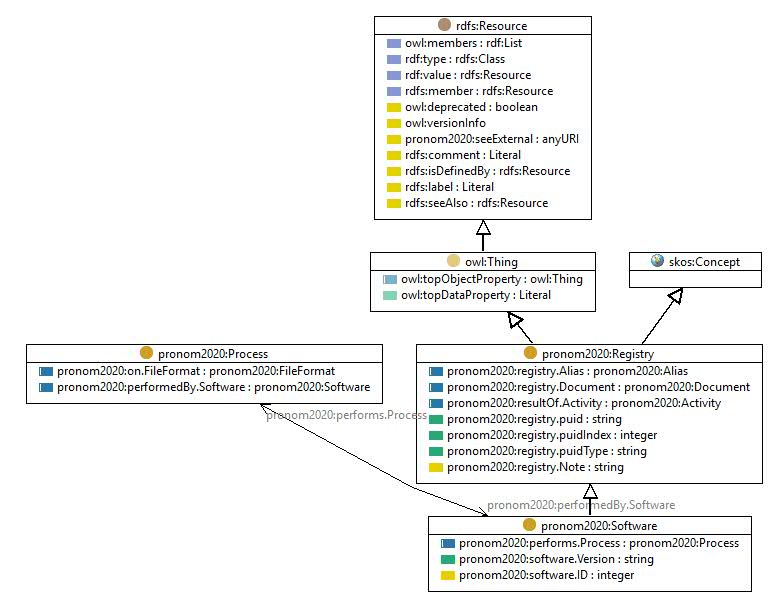 rdfs:Resource
owl:members : rdf:List
rdf:type : rdfs:Class
rdf:value : rdfs:Resource
rdfs:member : rdfs:Resource
owl:deprecated : boolean
owl:versionInfo
pronom2020:seeExternal : anyURI
rdfs:comment : Literal
rdfs:isDefinedBy : rdfs:Resource
rdfs:label : Literal
rdfs:seeAlso : rdfs:Resource
owl:Thing
owl:topObjectProperty : owl:Thing
owl:topDataProperty : Literal
skos:Concept
pronom2020:Process
pronom2020:on.FileFormat : pronom2020:FileFormat
pronom2020:performedBy.Software : pronom2020:Software
pronom2020:Registry
pronom2020:registry.Alias : pronom2020:Alias
pronom2020:registry.Document : pronom2020:Document
pronom2020:resultOf.Activity : pronom2020:Activity
pronom2020:registry.puid : string
pronom2020:registry.puidIndex : integer
pronom2020:registry.puidType : string
pronom2020:registry.Note : string
pronom2020:performs.Process
pronom2020:performedBy.Software
pronom2020:Software
pronom2020:performs.Process : pronom2020:Process
pronom2020:software.Version : string
pronom2020:software.ID : integer